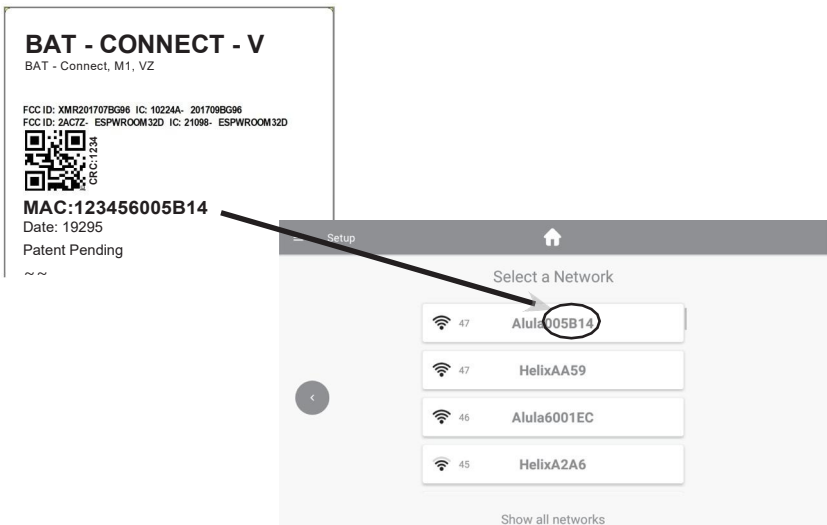 BAT - CONNECT - V
BAT - Connect, M1, VZ
FCC ID: XMR201707BG96 IC: 10224A- 201709BG96
FCC ID: 2AC7Z- ESPWROOM32D IC: 21098- ESPWROOM32D
CRC:1234
MAC:123456005B14
Date: 19295
Patent Pending
~~
Setup
Select a Network
47 Alula005B14
47 HelixAA59
46 Alula6001EC
45 HelixA2A6
Show all networks